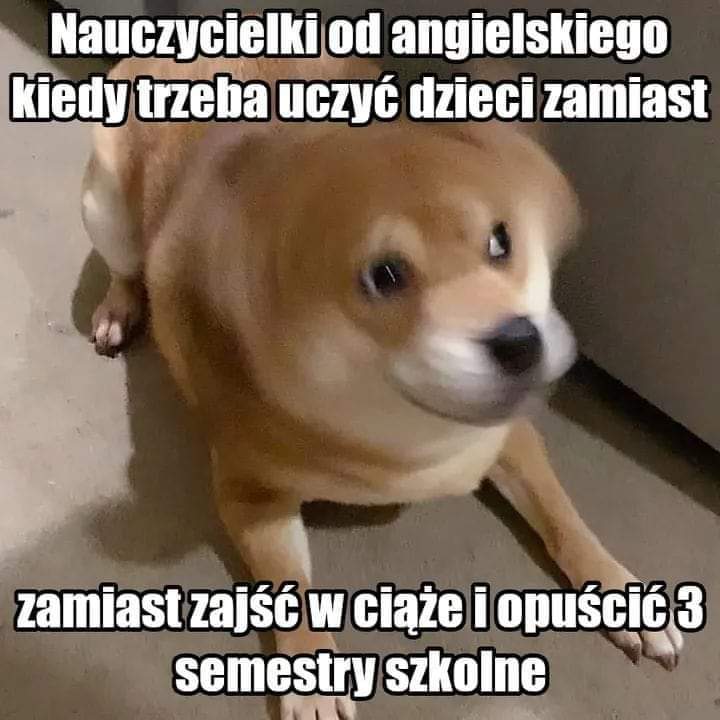 Nauczycielki od angielskiego
kiedy trzeba uczyć dzieci zamiast
zamiast zajść w ciąże i opuścić 3
semestry szkolne